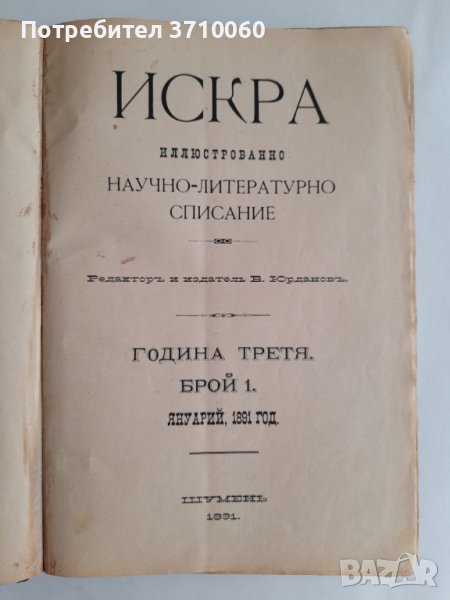 Потребител 3710060
ИСКРА
ИЛЛЮСТРОВАННО
НАУЧНО-ЛИТЕРАТУРНО
СПИСАНИЕ
Редакторъ и издатель В. Юрдановъ.
ГОДИНА ТРЕТЯ.
БРОЙ 1.
ЯНУАРИЙ, 1891 ГОД.
ШУМЕНЬ
1891.
BAZAR